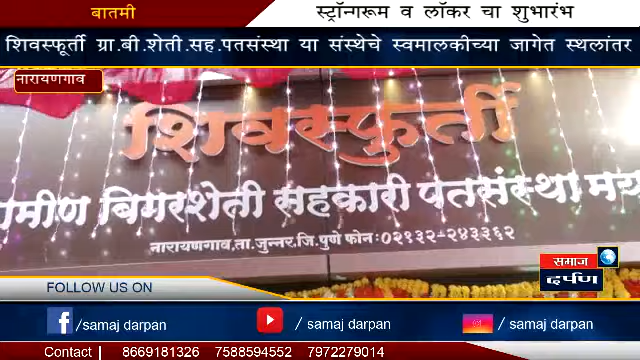 बातमी
स्ट्रॉन्गरूम व लॉकर चा शुभारंभ
शिवस्फूर्ती ग्रा.बी.शेती.सह.पतसंस्था या संस्थेचे स्वमालकीच्या जागेत स्थलांतर
नारायणगाव
शिवस्फुर्ती
मीण बिगरशेती सहकारी पतसंस्था मर्या
नारायणगाव,ता.जुन्नर.जि.पुणे फोन:०२१३२-२४३३६२
समाज
दर्पण
FOLLOW US ON
/samaj darpan
/ samaj darpan
/ samaj darpan
Contact | 8669181326 7588594552 7972279014